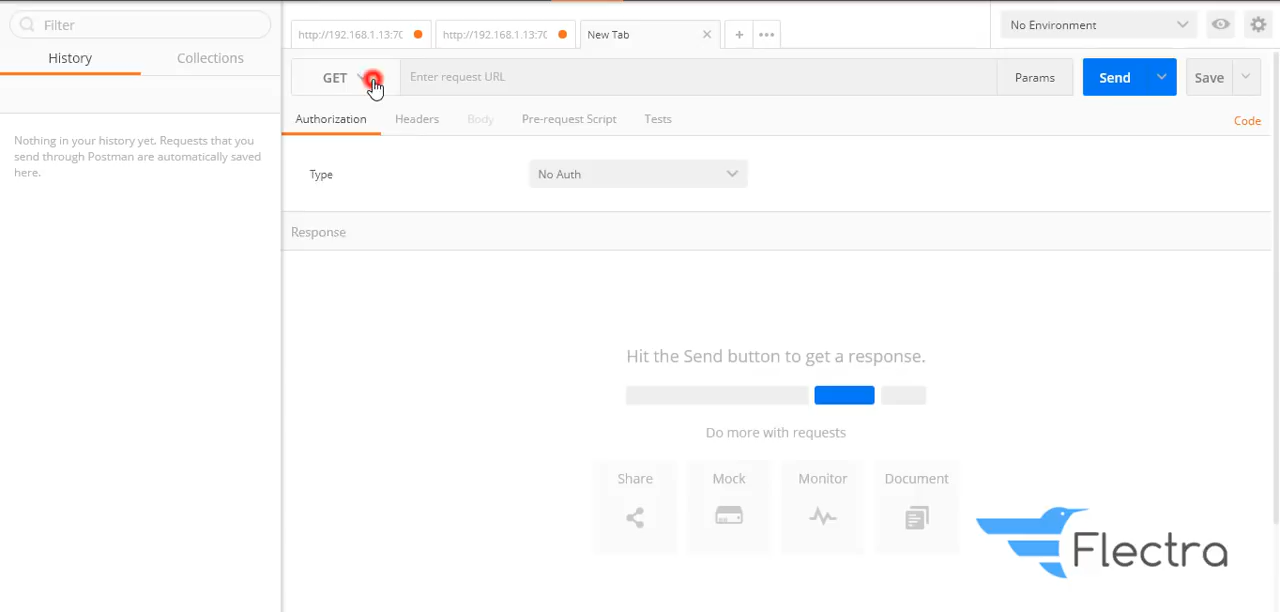 Filter
History Collections
Nothing in your history yet. Requests that you
send through Postman are automatically saved
here.
http://192.168.1.13:70 http://192.168.1.13:70 New Tab
No Environment
GET Enter request URL Params Send Save
Authorization Headers Body Pre-request Script Tests Code
Type No Auth
Response
Hit the Send button to get a response.
Do more with requests
Share Mock Monitor Document
Flectra